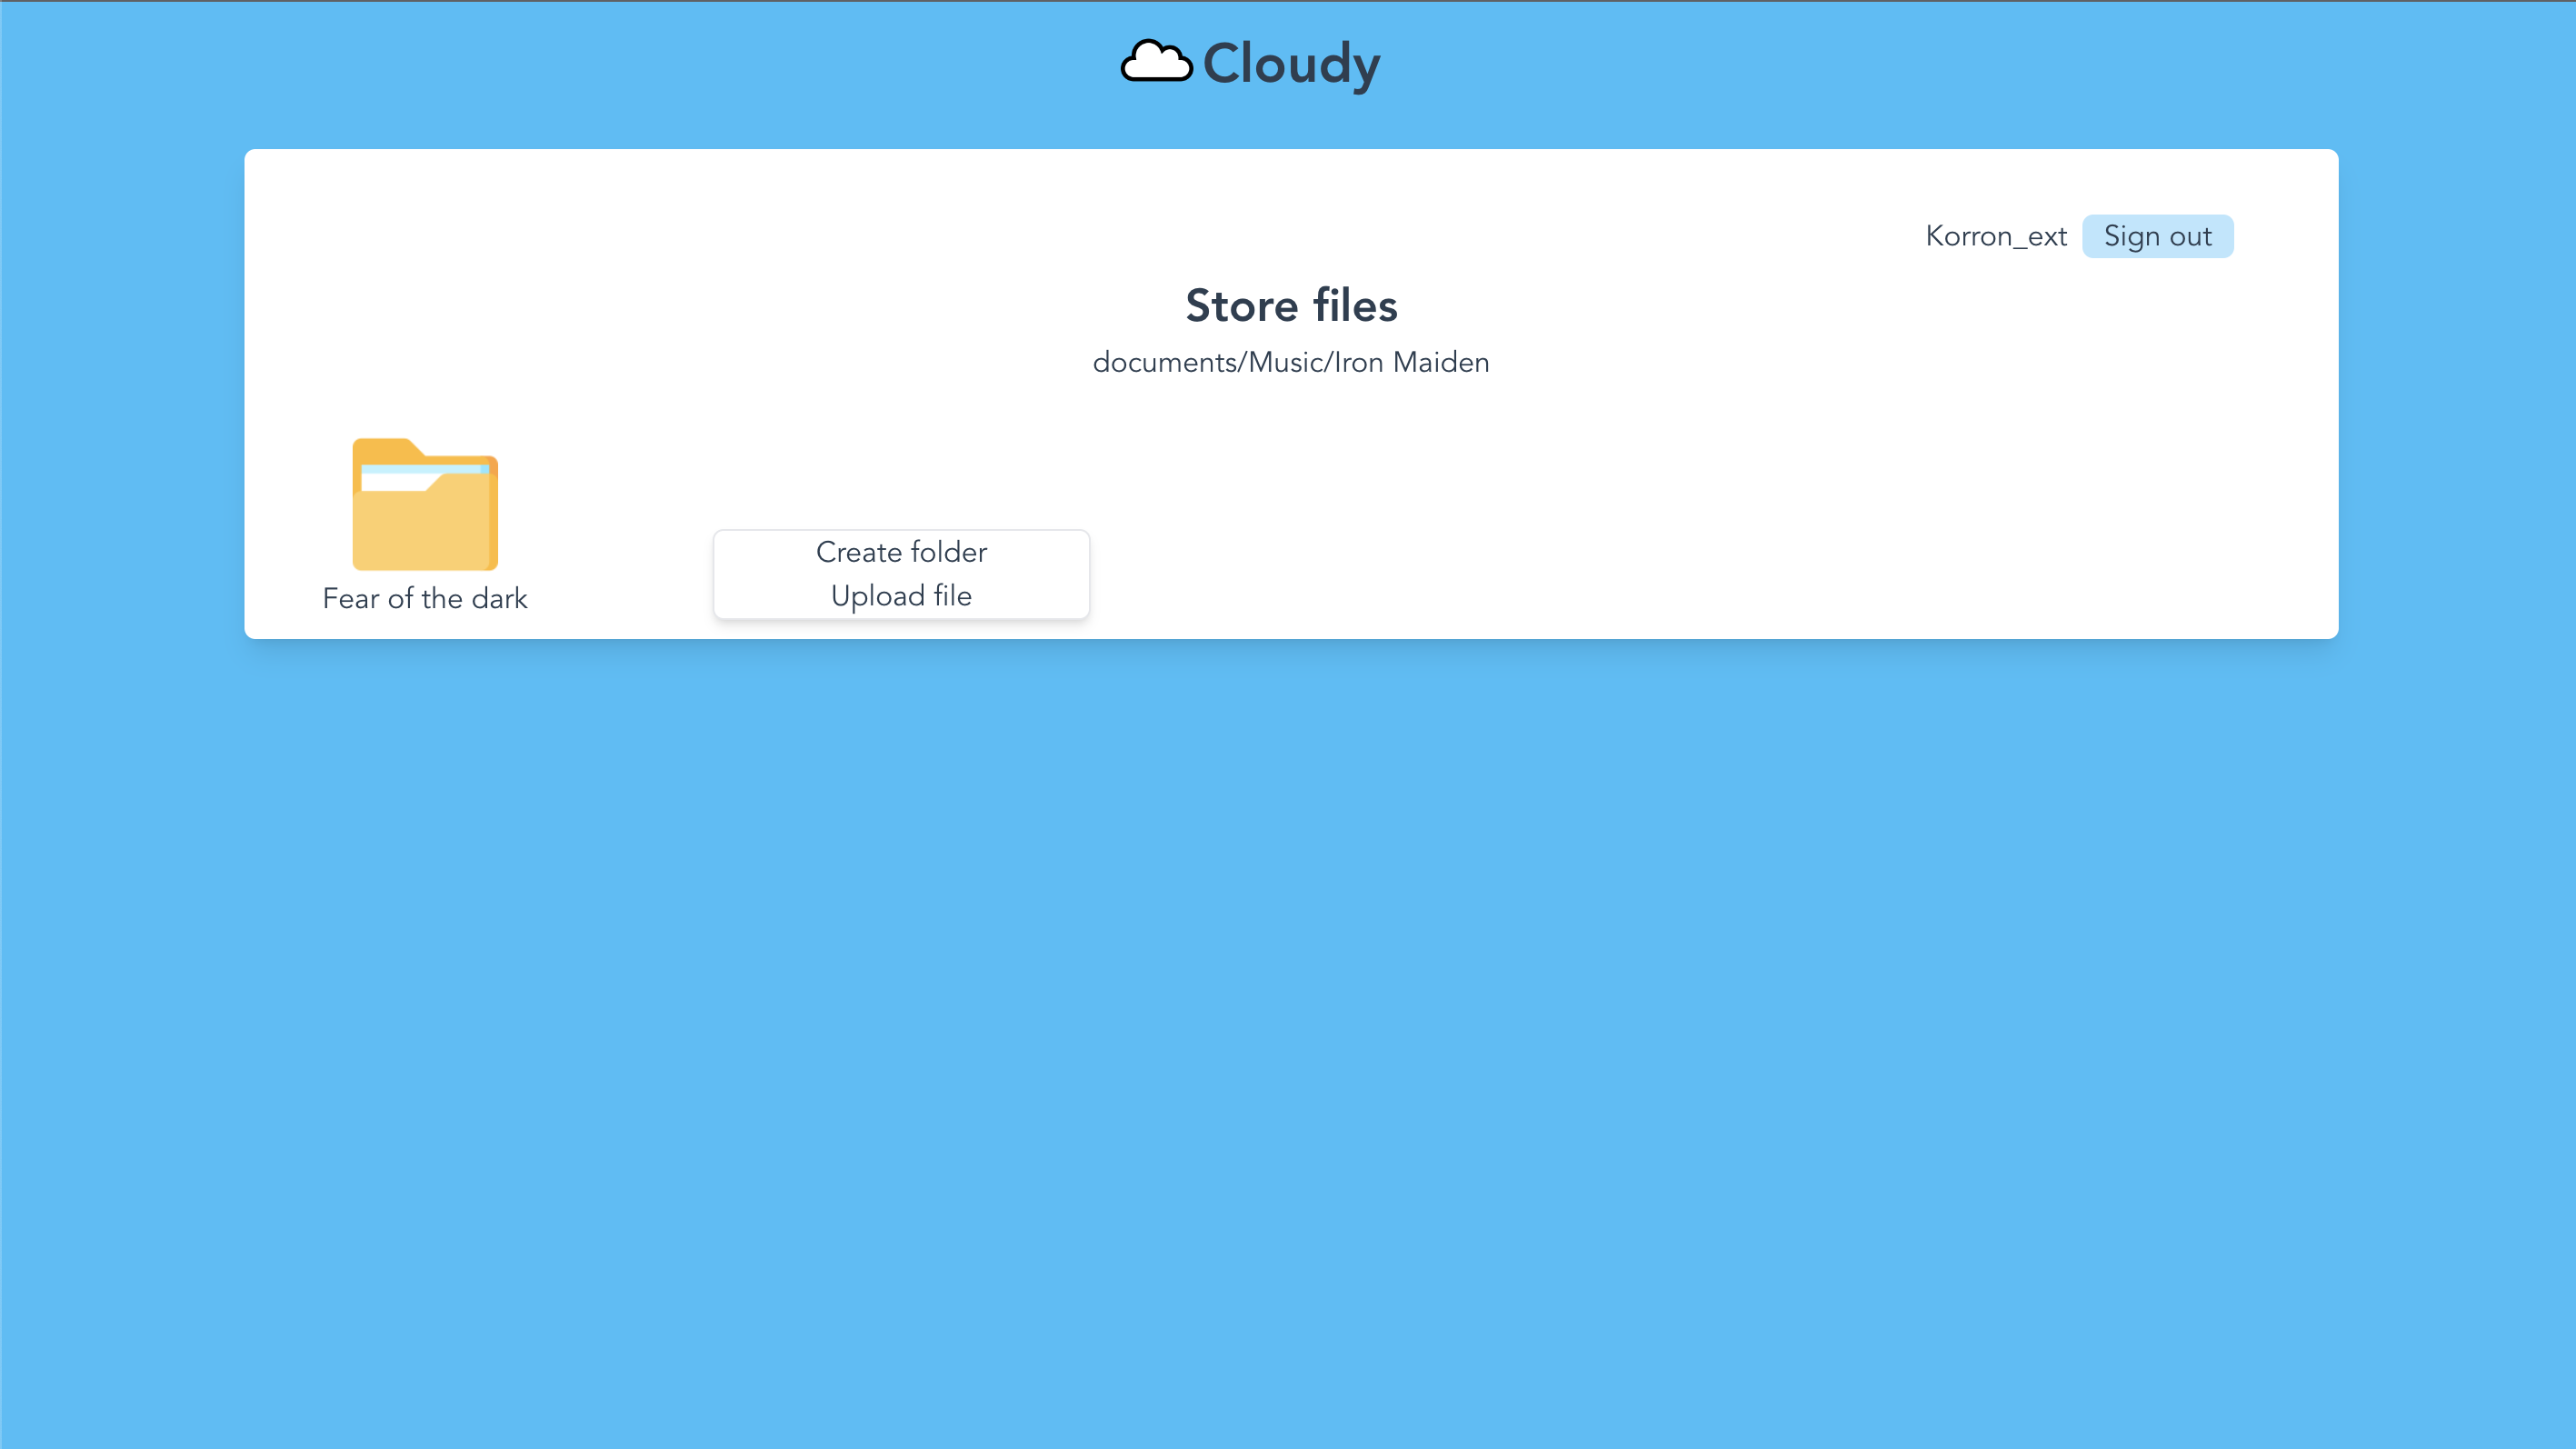 Cloudy
Korron_ext Sign out
Store files
documents/Music/Iron Maiden
Create folder
Upload file
Fear of the dark